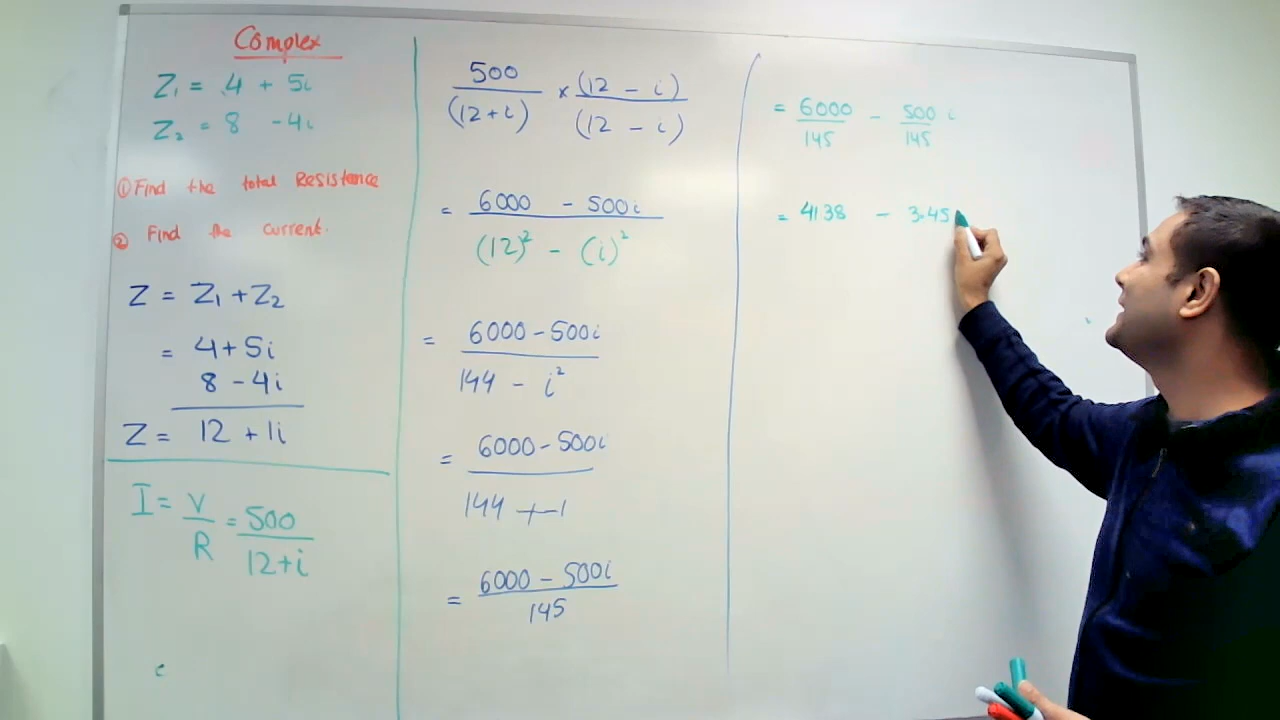 Complex
Z₁ = 4 + 5i
Z₂ = 8 - 4i
① Find the total Resistance
② Find the current.
Z = Z₁ + Z₂
= 4 + 5i
8 - 4i
Z = 12 + 1i
I = V/R = 500/(12+i)
500/(12+i) × (12 - i)/(12 - i)
= (6000 - 500i)/((12)² - (i)²)
= (6000 - 500i)/(144 - i²)
= (6000 - 500i)/(144 + 1)
= (6000 - 500i)/145
= 6000/145 - 500/145 i
= 4138 - 3.45